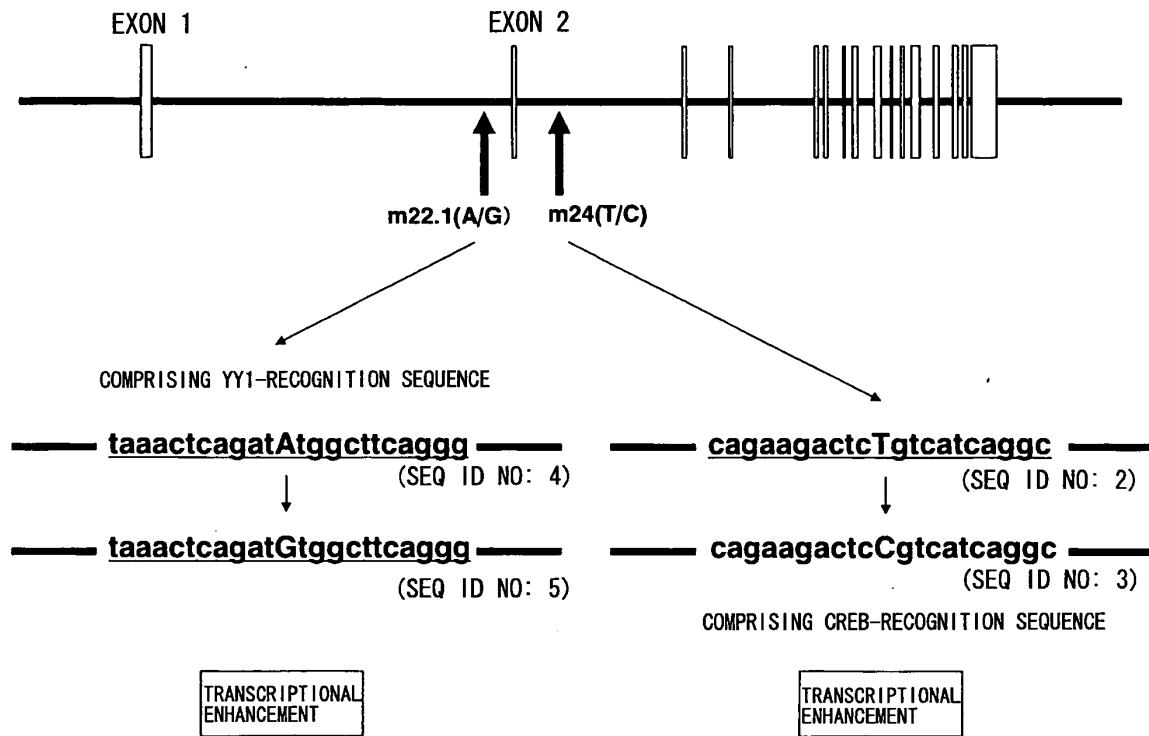 EXON 1
EXON 2
m22.1(A/G)
m24(T/C)
COMPRISING YY1-RECOGNITION SEQUENCE
taaactcagatAtggcttcaggg
(SEQ ID NO: 4)
taaactcagatGtggcttcaggg
(SEQ ID NO: 5)
cagaagactcTgtcatcaggc
(SEQ ID NO: 2)
cagaagactcCgtcatcaggc
(SEQ ID NO: 3)
COMPRISING CREB-RECOGNITION SEQUENCE
TRANSCRIPTIONAL
ENHANCEMENT
TRANSCRIPTIONAL
ENHANCEMENT